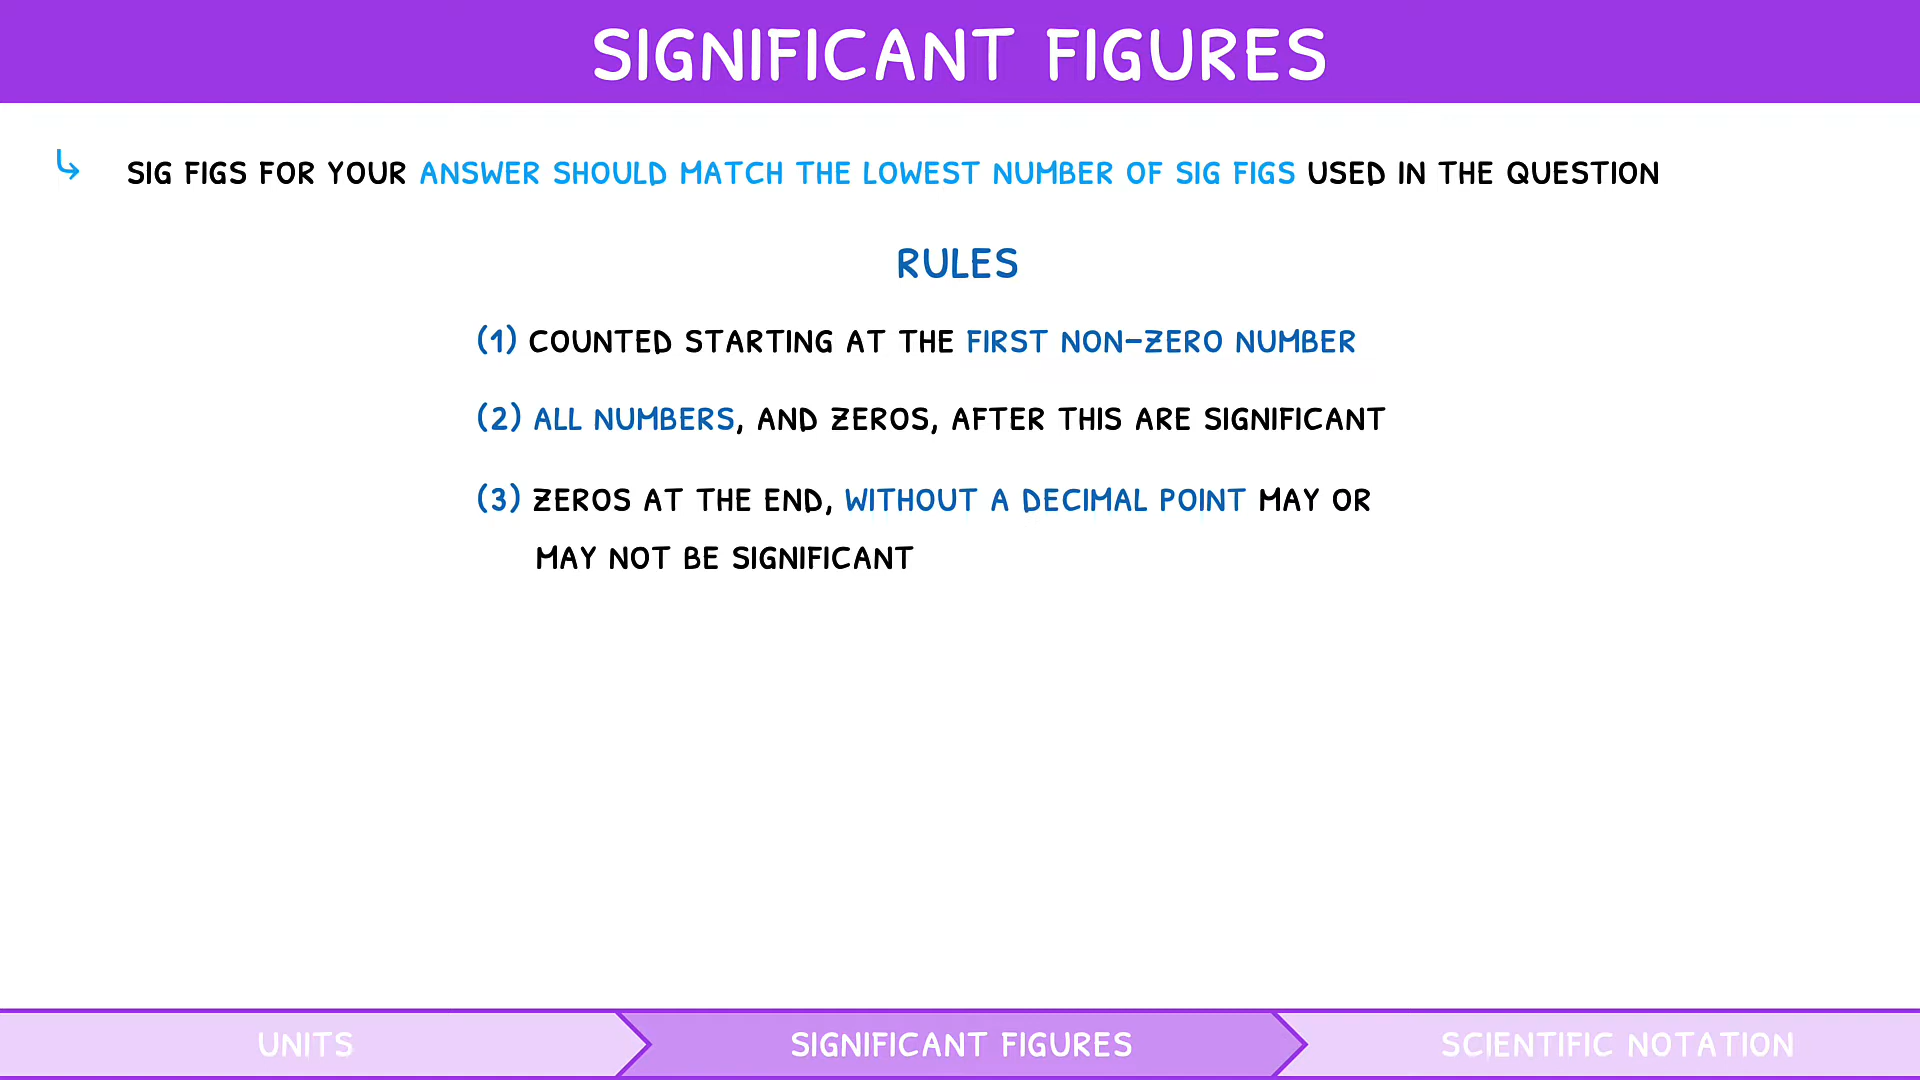 SIGNIFICANT FIGURES
SIG FIGS FOR YOUR ANSWER SHOULD MATCH THE LOWEST NUMBER OF SIG FIGS USED IN THE QUESTION
RULES
(1) COUNTED STARTING AT THE FIRST NON-ZERO NUMBER
(2) ALL NUMBERS, AND ZEROS, AFTER THIS ARE SIGNIFICANT
(3) ZEROS AT THE END, WITHOUT A DECIMAL POINT MAY OR
MAY NOT BE SIGNIFICANT
UNITS
SIGNIFICANT FIGURES
SCIENTIFIC NOTATION